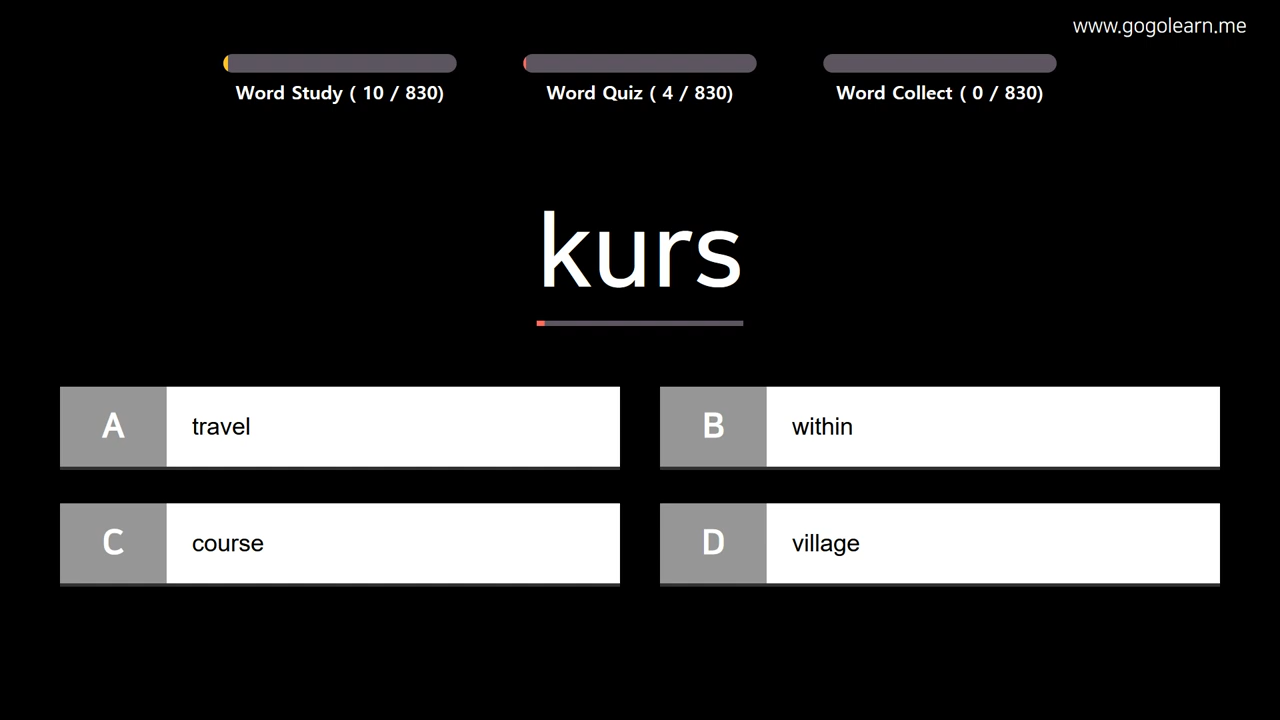 www.gogolearn.me
Word Study ( 10 / 830)
Word Quiz ( 4 / 830)
Word Collect ( 0 / 830)
kurs
A travel
B within
C course
D village